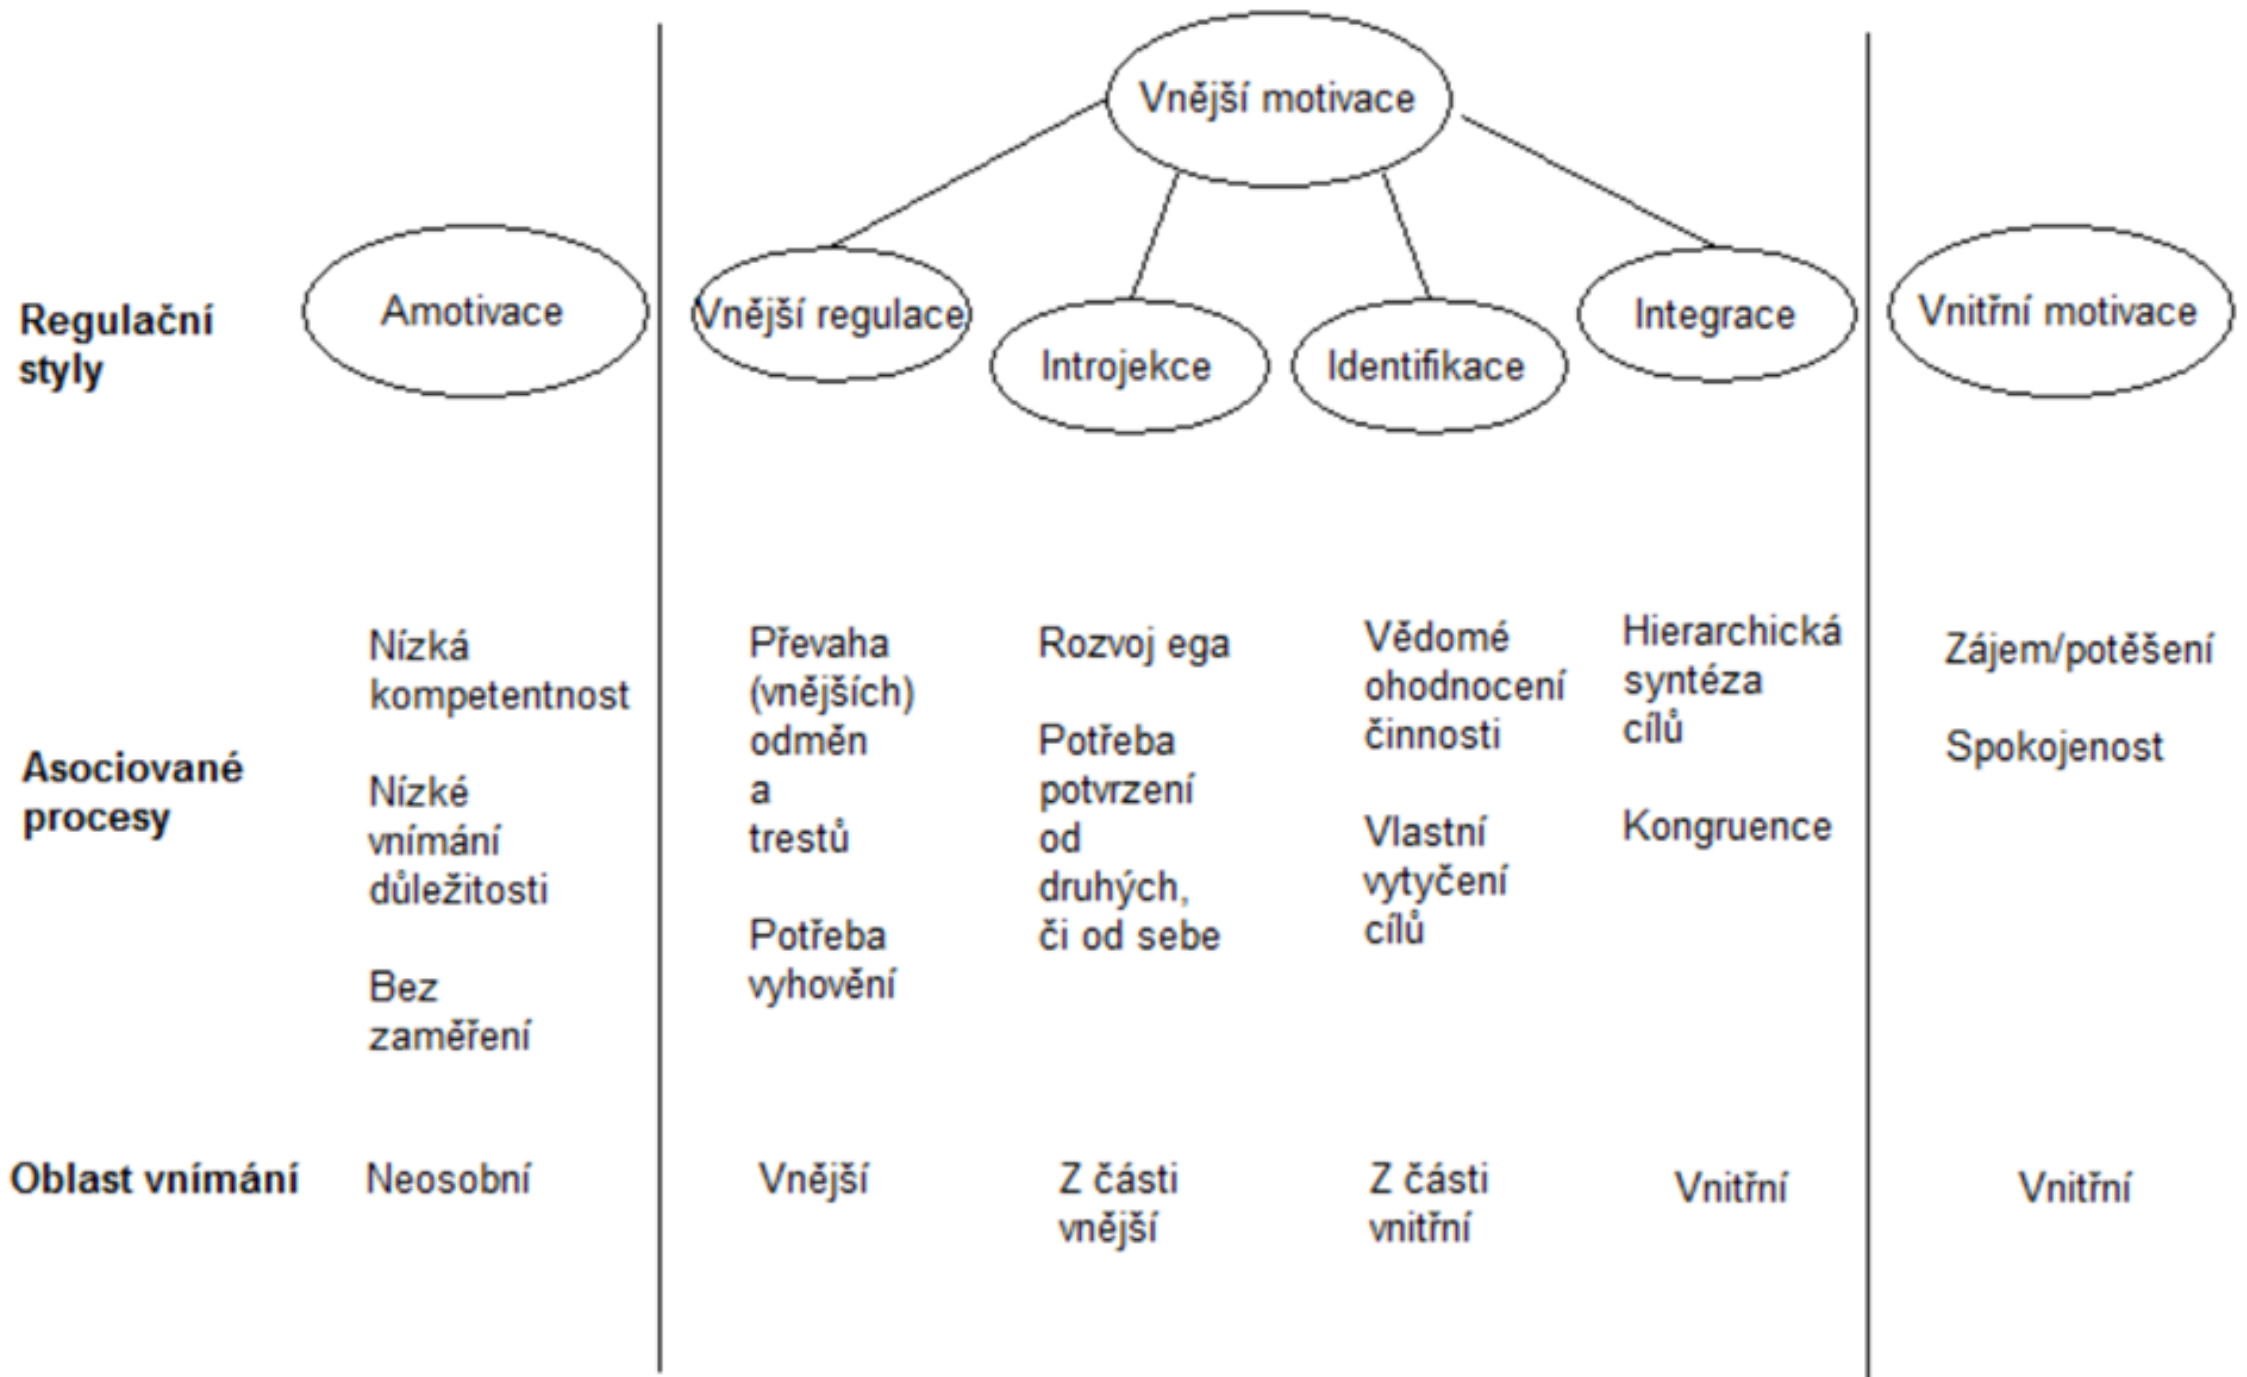 Vnější motivace
Regulační
styly
Amotivace
Vnější regulace
Introjekce
Identifikace
Integrace
Vnitřní motivace
Asociované
procesy
Nízká
kompetentnost
Nízké
vnímání
důležitosti
Bez
zaměření
Převaha
(vnějších)
odměn
a
trestů
Potřeba
vyhovění
Rozvoj ega
Potřeba
potvrzení
od
druhých,
či od sebe
Vědomé
ohodnocení
činnosti
Vlastní
vytyčení
cílů
Hierarchická
syntéza
cílů
Kongruence
Zájem/potěšení
Spokojenost
Oblast vnímání
Neosobní
Vnější
Z části
vnější
Z části
vnitřní
Vnitřní
Vnitřní